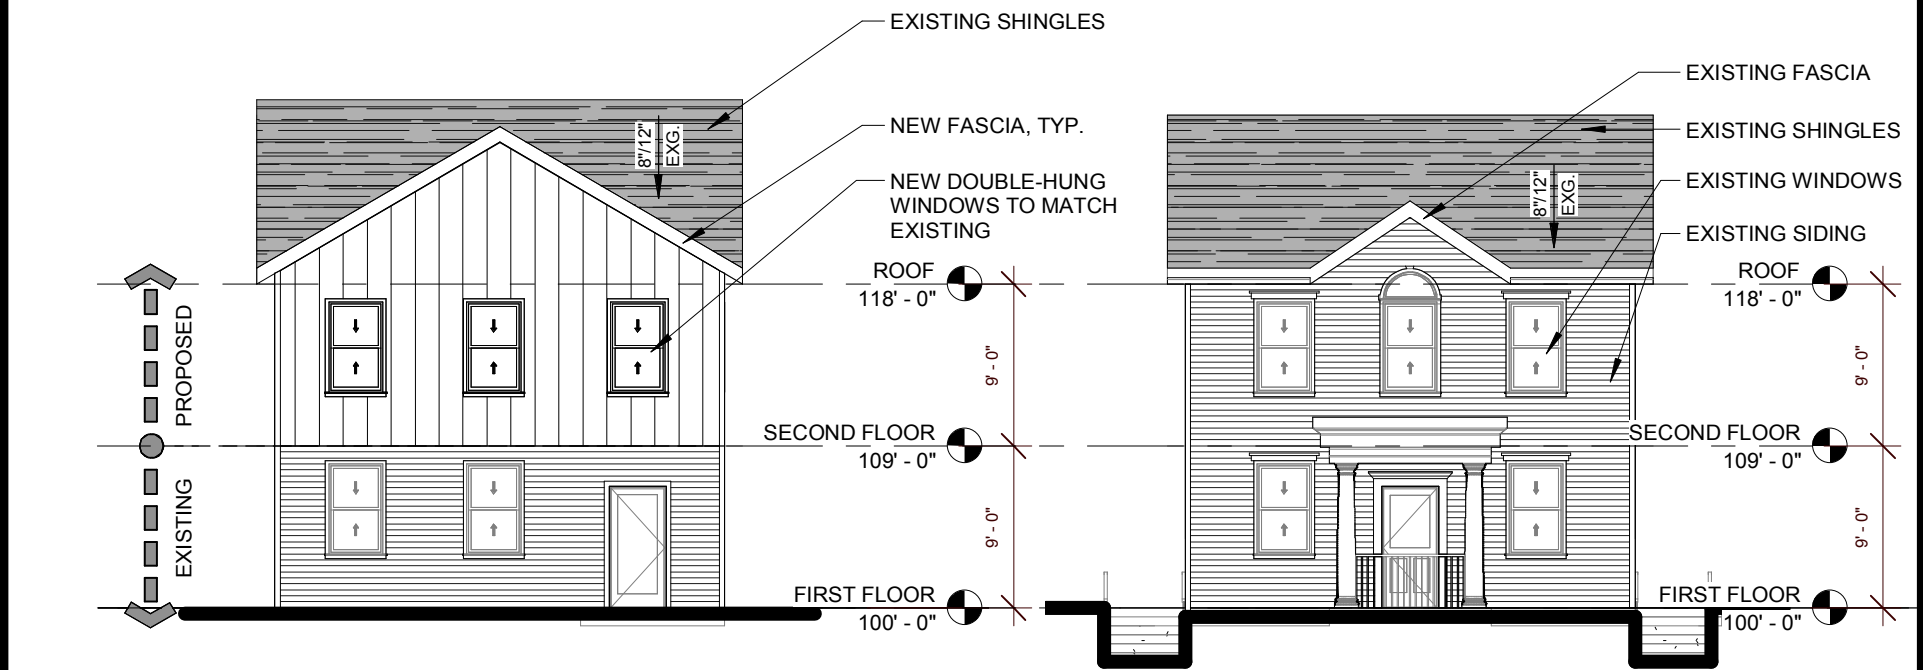 EXISTING SHINGLES
NEW FASCIA, TYP.
NEW DOUBLE-HUNG
WINDOWS TO MATCH
EXISTING
8"/12"
EXG.
PROPOSED
EXISTING
ROOF
118' - 0"
9' - 0"
SECOND FLOOR
109' - 0"
9' - 0"
FIRST FLOOR
100' - 0"
EXISTING FASCIA
EXISTING SHINGLES
EXISTING WINDOWS
EXISTING SIDING
8"/12"
EXG.
ROOF
118' - 0"
9' - 0"
SECOND FLOOR
109' - 0"
9' - 0"
FIRST FLOOR
100' - 0"